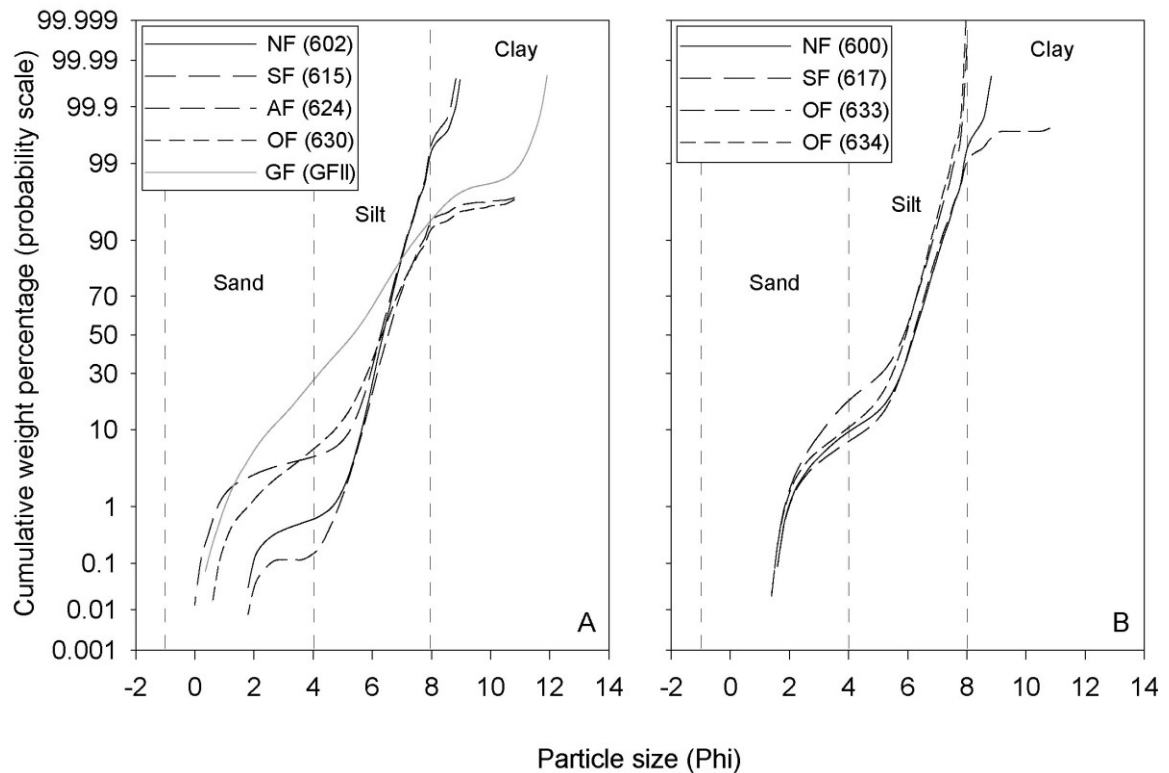 Cumulative weight percentage (probability scale)
99.999
99.99
99.9
99
90
70
50
30
10
1
0.1
0.01
0.001
NF (602)
SF (615)
AF (624)
OF (630)
GF (GFII)
Clay
Silt
Sand
A
-2 0 2 4 6 8 10 12 14
NF (600)
SF (617)
OF (633)
OF (634)
Clay
Silt
Sand
B
-2 0 2 4 6 8 10 12 14
Particle size (Phi)